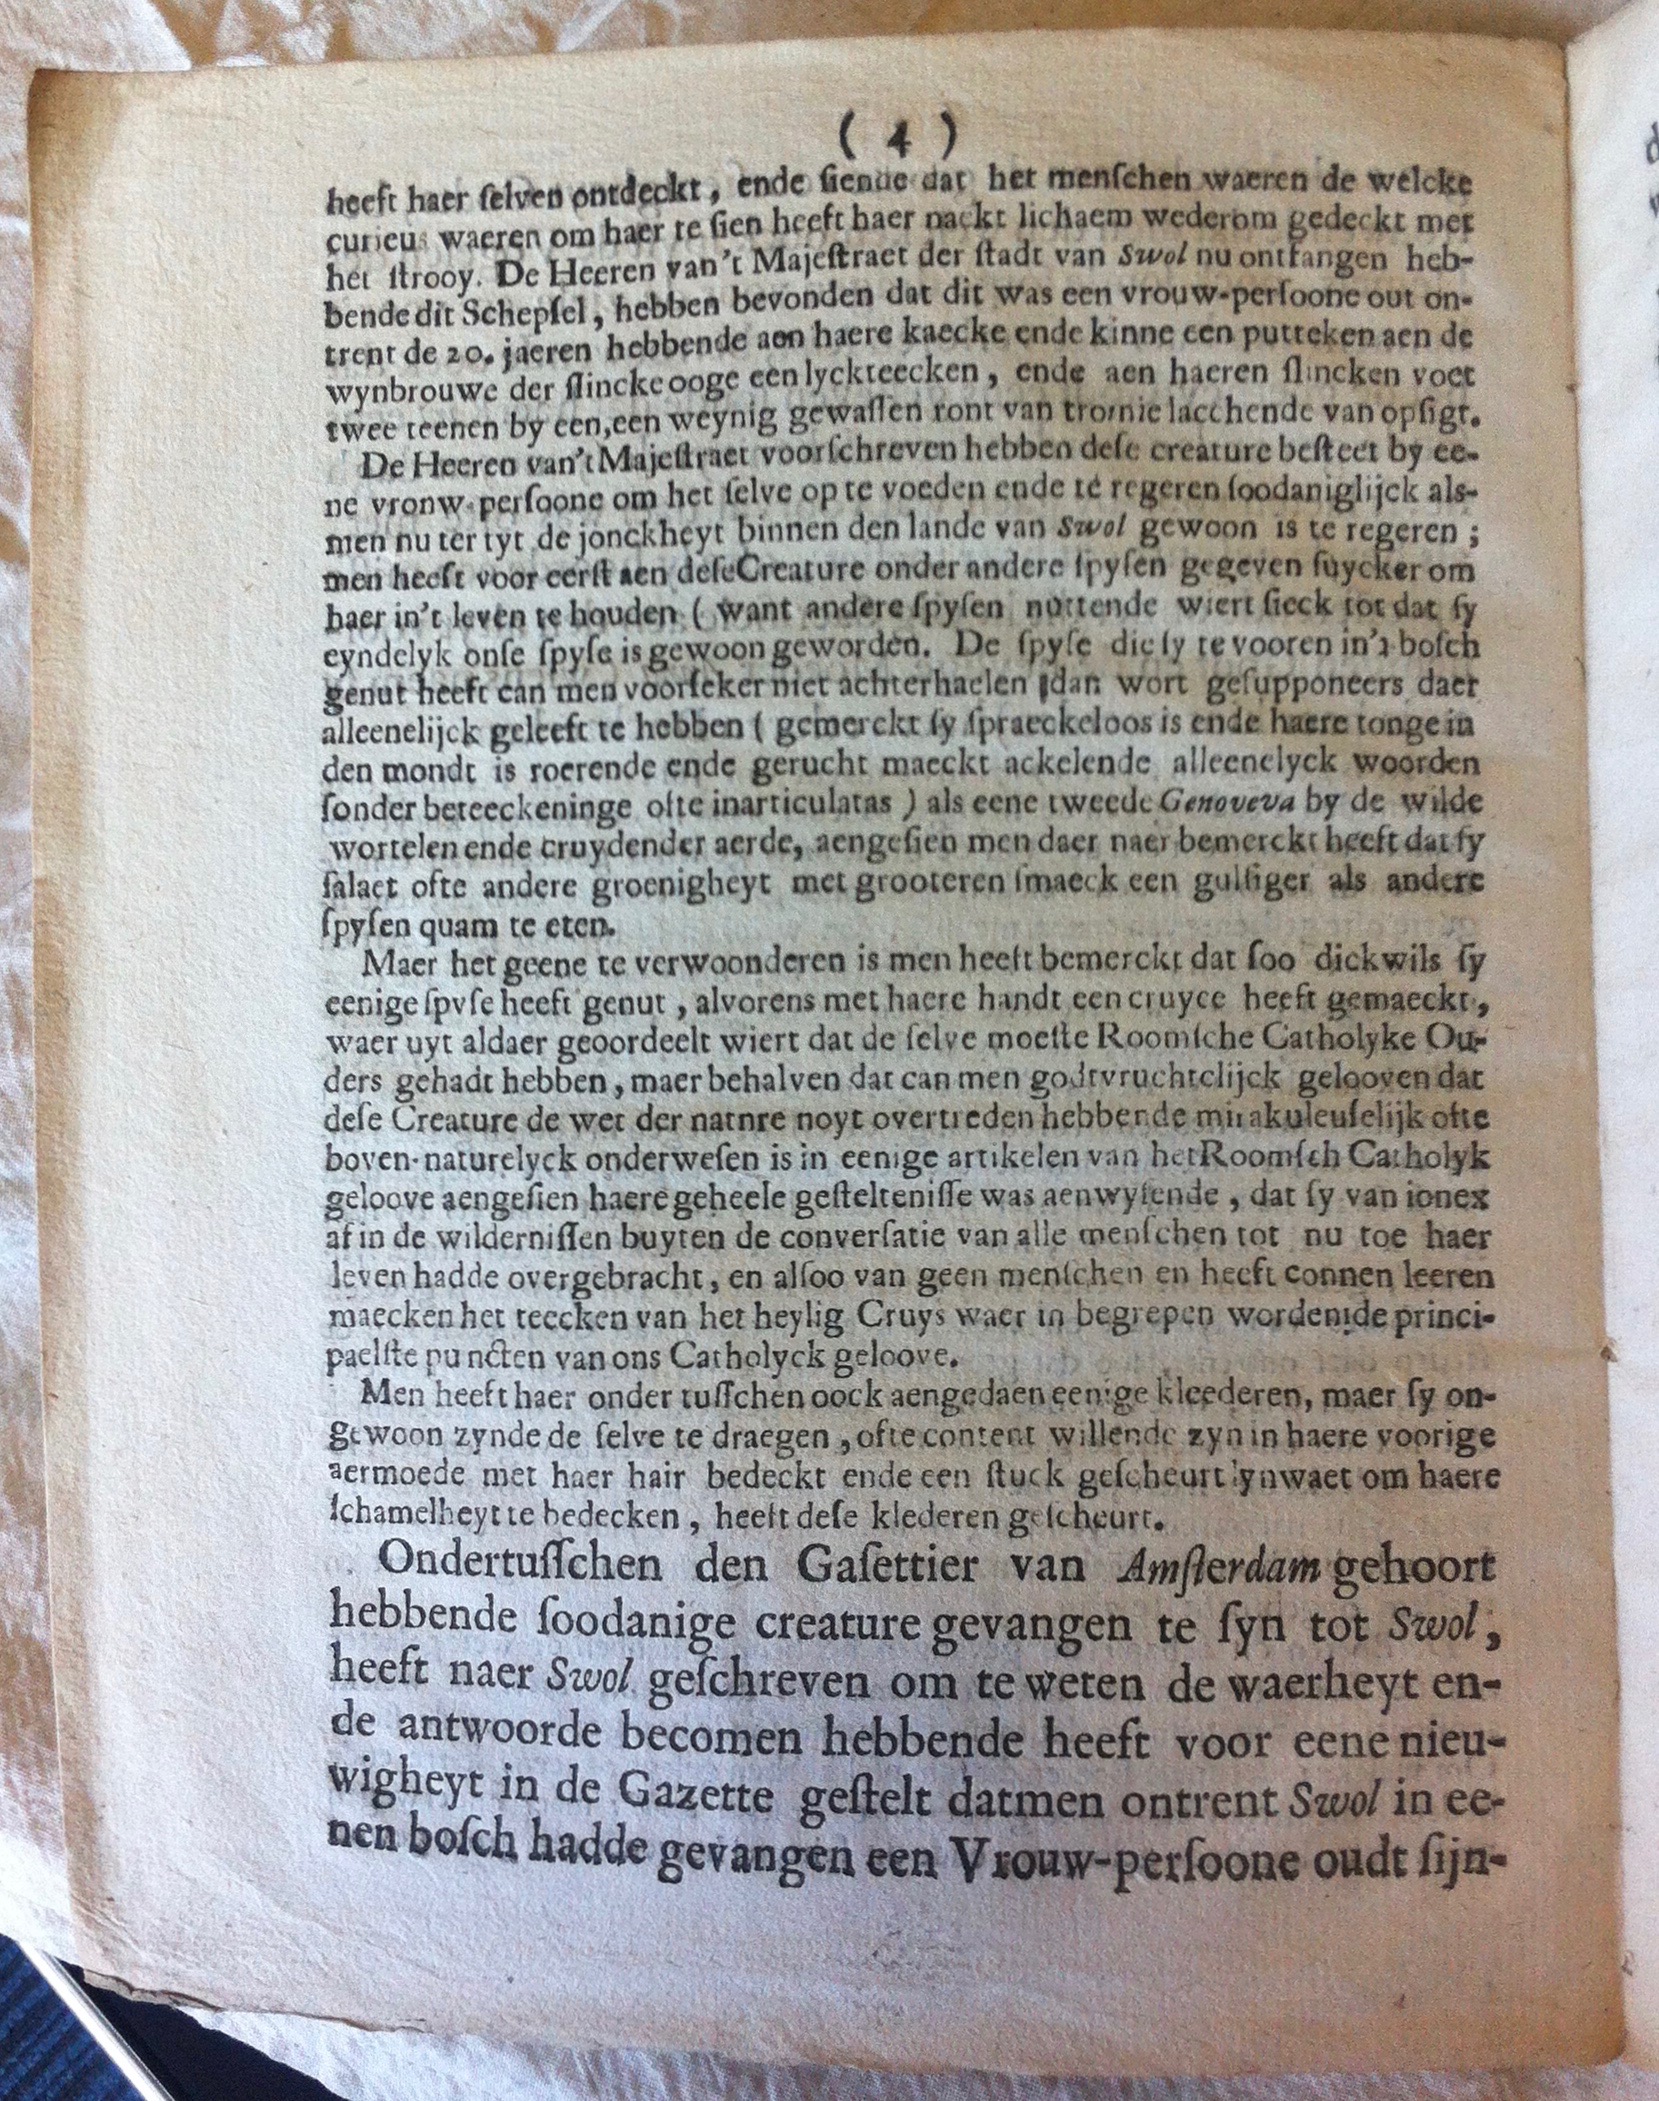 ( 4 )
heeft haer ſelven ontdeckt, ende ſiende dat het menſchen waeren de welcke
curieus waeren om haer te ſien heeft haer nackt lichaem wederom gedeckt met
het ſtrooy. De Heeren van't Majeſtraet der ſtadt van Swol nu ontfangen heb-
bende dit Schepſel, hebben bevonden dat dit was een vrouw-perſoone out on-
trent de 20. jaeren hebbende aen haere kaecke ende kinne een putteken aen de
wynbrouwe der ſlincke ooge een lyckteecken, ende aen haeren ſlincken voet
twee teenen by een, een weynig gewaſſen ront van tromie lacchende van opſigt.
De Heeren van't Majeſtraet voorſchreven hebben deſe creature beſteet by ee-
ne vronw-perſoone om het ſelve op te voeden ende te regeren ſoodaniglijck als-
men nu ter tyt de jonckheyt binnen den lande van Swol gewoon is te regeren ;
men heeft voor eerſt aen deſe Creature onder andere ſpyſen gegeven ſuycker om
haer in't leven te houden ( want andere ſpyſen nuttende wiert ſieck tot dat ſy
eyndelyk onſe ſpyſe is gewoon geworden. De ſpyſe die ſy te vooren in't boſch
genut heeft can men voorſeker niet achterhaelen dan wort geſupponeers daer
alleenelijck geleeft te hebben ( gemerckt ſy ſpraeckeloos is ende haere tonge in
den mondt is roerende ende gerucht maeckt ackelende alleenelyck woorden
ſonder beteeckeninge ofte inarticulatas ) als eene tweede Genoveva by de wilde
wortelen ende cruydender aerde, aengeſien men daer naer bemerckt heeft dat ſy
ſalaet ofte andere groenigheyt met grooteren ſmaeck een gulſiger als andere
ſpyſen quam te eten.
Maer het geene te verwoonderen is men heeft bemerckt dat ſoo dickwils ſy
eenige ſpyſe heeft genut, alvorens met haere handt een cruyce heeft gemaeckt,
waer uyt aldaer geoordeelt wiert dat de ſelve moeſte Roomſche Catholyke Ou-
ders gehadt hebben, maer behalven dat can men godtvruchtelijck gelooven dat
deſe Creature de wet der natnre noyt overtreden hebbende mirakuleuſelijk ofte
boven-naturelyck onderweſen is in eenige artikelen van het Roomſch Catholyk
geloove aengeſien haere geheele geſtelteniſſe was aenwyſende, dat ſy van ionex
af in de wilderniſſen buyten de converſatie van alle menſchen tot nu toe haer
leven hadde overgebracht, en alſoo van geen menſchen en heeft connen leeren
maecken het teecken van het heylig Cruys waer in begrepen worden de princi-
paelſte puncten van ons Catholyck geloove.
Men heeft haer onder tuſſchen oock aengedaen eenige kleederen, maer ſy on-
gewoon zynde de ſelve te draegen, ofte content willende zyn in haere voorige
aermoede met haer hair bedeckt ende een ſtuck geſcheurt lynwaet om haere
ſchamelheyt te bedecken, heeft deſe klederen geſcheurt.
Ondertuſſchen den Gaſettier van Amſterdam gehoort
hebbende ſoodanige creature gevangen te ſyn tot Swol,
heeft naer Swol geſchreven om te weten de waerheyt en-
de antwoorde becomen hebbende heeft voor eene nieu-
wigheyt in de Gazette geſtelt datmen ontrent Swol in ee-
nen boſch hadde gevangen een Vrouw-perſoone oudt ſijn-